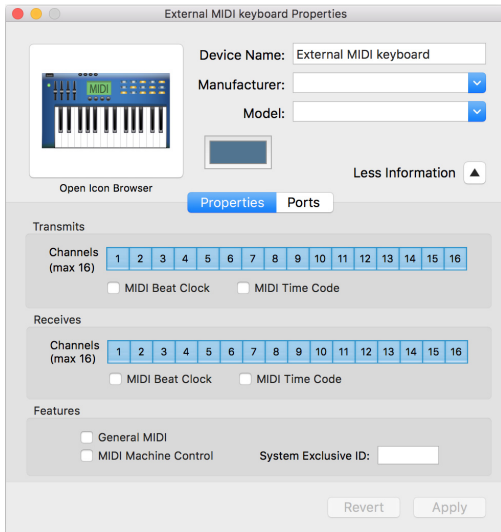 External MIDI keyboard Properties
Device Name: External MIDI keyboard
MIDI
Manufacturer:
Model:
Less Information
Open Icon Browser
Properties Ports
Transmits
Channels (max 16) 1 2 3 4 5 6 7 8 9 10 11 12 13 14 15 16
MIDI Beat Clock MIDI Time Code
Receives
Channels (max 16) 1 2 3 4 5 6 7 8 9 10 11 12 13 14 15 16
MIDI Beat Clock MIDI Time Code
Features
General MIDI
MIDI Machine Control System Exclusive ID:
Revert Apply